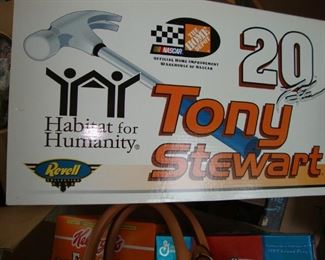 NASCAR
THE HOME DEPOT
OFFICIAL HOME IMPROVEMENT
WAREHOUSE OF NASCAR
20
Habitat for
Humanity®
Tony
Stewart
Revell